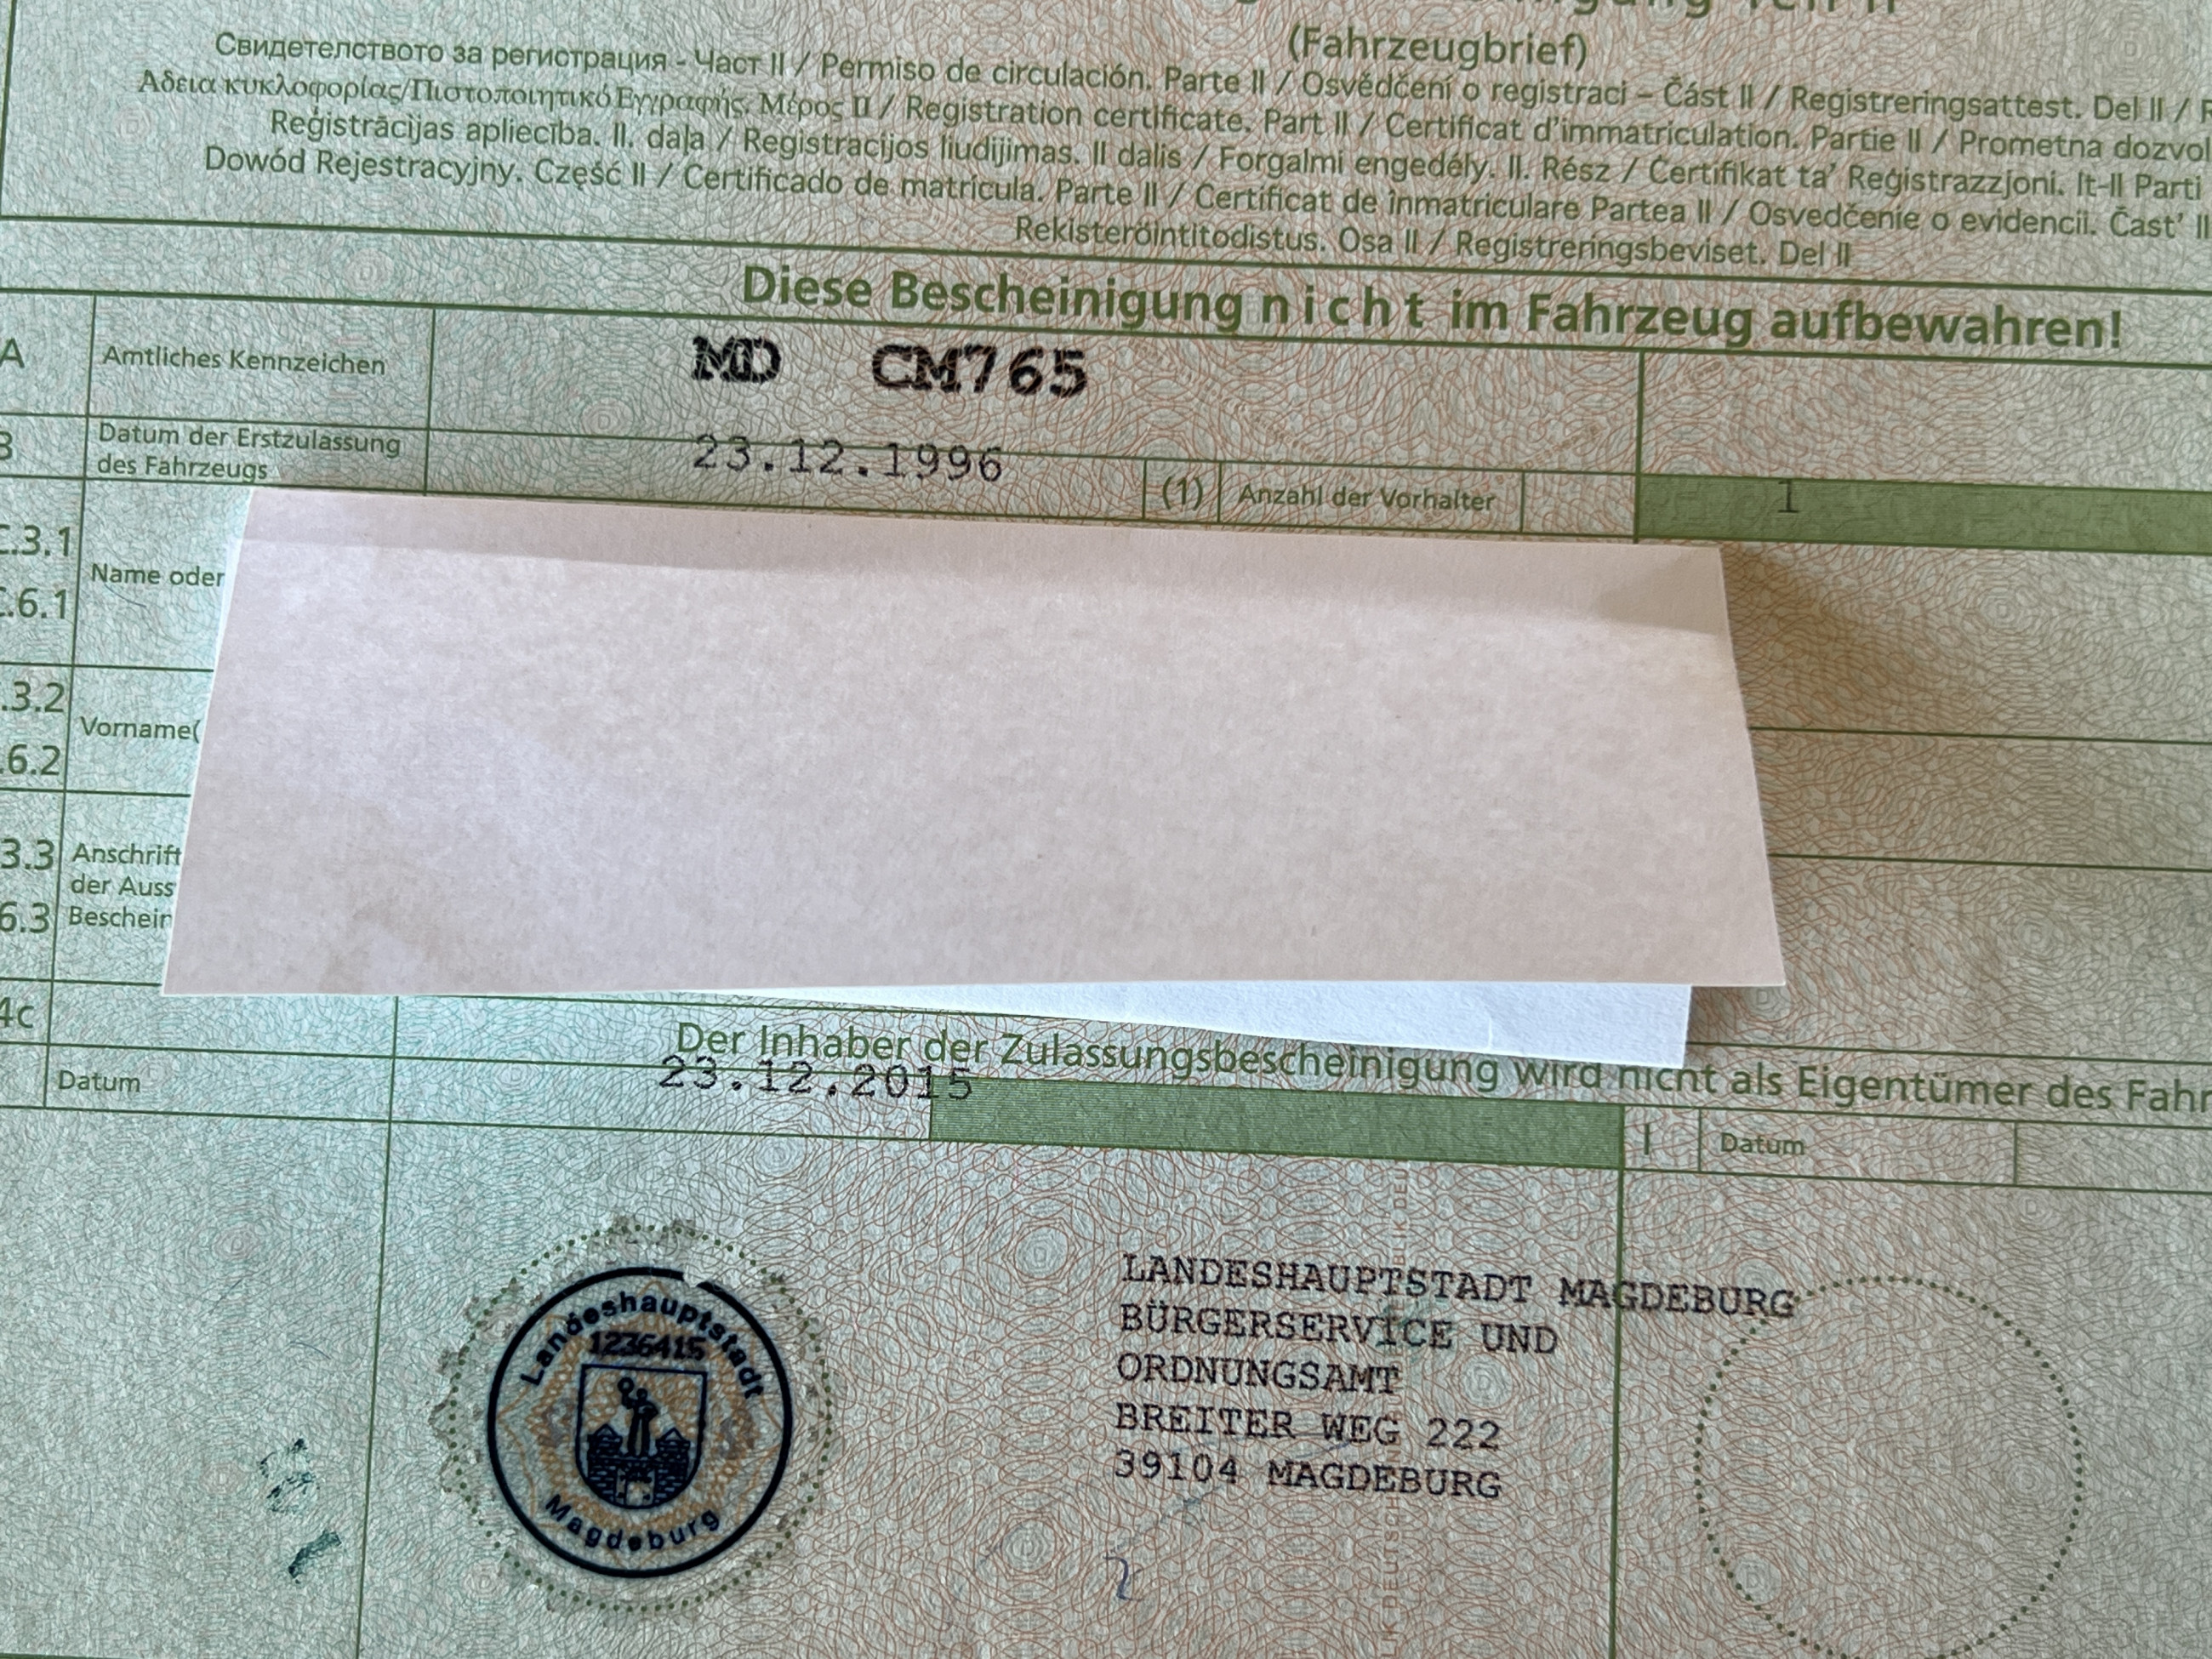 (Fahrzeugbrief)
Свидетелството за регистрация - Част II / Permiso de circulación. Parte II / Osvědčení o registraci – Část II / Registreringsattest. Del II /
Άδεια κυκλοφορίας/Πιστοποιητικό Εγγραφής. Μέρος II / Registration certificate. Part II / Certificat d'immatriculation. Partie II / Prometna dozvol
Reģistrācijas apliecība. II. daļa / Registracijos liudijimas. II dalis / Forgalmi engedély. II. Rész / Ċertifikat ta' Reġistrazzjoni. It-II Parti
Dowód Rejestracyjny. Część II / Certificado de matrícula. Parte II / Certificat de înmatriculare Partea II / Osvedčenie o evidencii. Čast' II
Rekisteröintitodistus. Osa II / Registreringsbeviset. Del II
Diese Bescheinigung nicht im Fahrzeug aufbewahren!
A Amtliches Kennzeichen MD CM765
B Datum der Erstzulassung
des Fahrzeugs 23.12.1996
(1) Anzahl der Vorhalter 1
C.3.1
Name oder
C.6.1
.3.2
Vorname(
.6.2
3.3 Anschrift
der Auss
6.3 Beschein
4c Der Inhaber der Zulassungsbescheinigung wird nicht als Eigentümer des Fahr
Datum 23.12.2015
I Datum
Landeshauptstadt
1236415
Magdeburg
LANDESHAUPTSTADT MAGDEBURG
BÜRGERSERVICE UND
ORDNUNGSAMT
BREITER WEG 222
39104 MAGDEBURG